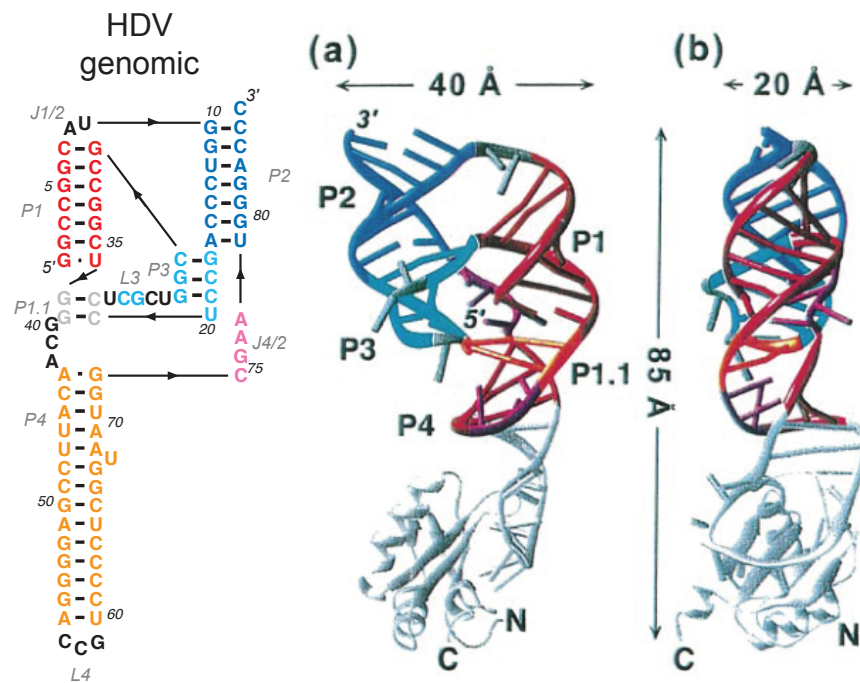 HDV
genomic
J1/2
A U
3'
C
10
G C
G C
U A
C G
C G
C G
A U
P2
80
C G
G C
G C
5
C G
C G
G C
35
5' G U
P1
P3
C G
G C
G C
U
20
L3
U C G C U
P1.1
G C
G C
40
G
C
A
A
A
G
C
75
J4/2
P4
A G
C G
A U
U A
70
U A
U
C G
C G
50
G C
A U
G C
G C
G C
G C
60
A U
C C G
L4
(a)
40 Å
3'
P2
P1
5'
P3
P1.1
P4
N
C
85 Å
(b)
20 Å
C
N